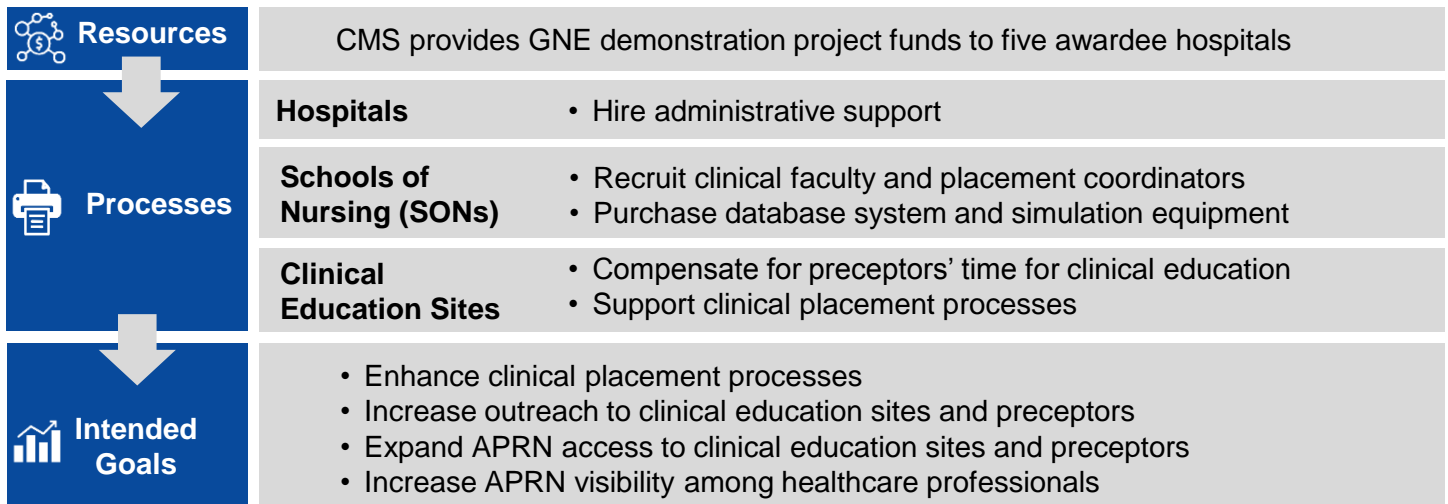 Resources
CMS provides GNE demonstration project funds to five awardee hospitals
Processes
Hospitals
• Hire administrative support
Schools of
Nursing (SONs)
• Recruit clinical faculty and placement coordinators
• Purchase database system and simulation equipment
Clinical
Education Sites
• Compensate for preceptors’ time for clinical education
• Support clinical placement processes
Intended
Goals
• Enhance clinical placement processes
• Increase outreach to clinical education sites and preceptors
• Expand APRN access to clinical education sites and preceptors
• Increase APRN visibility among healthcare professionals